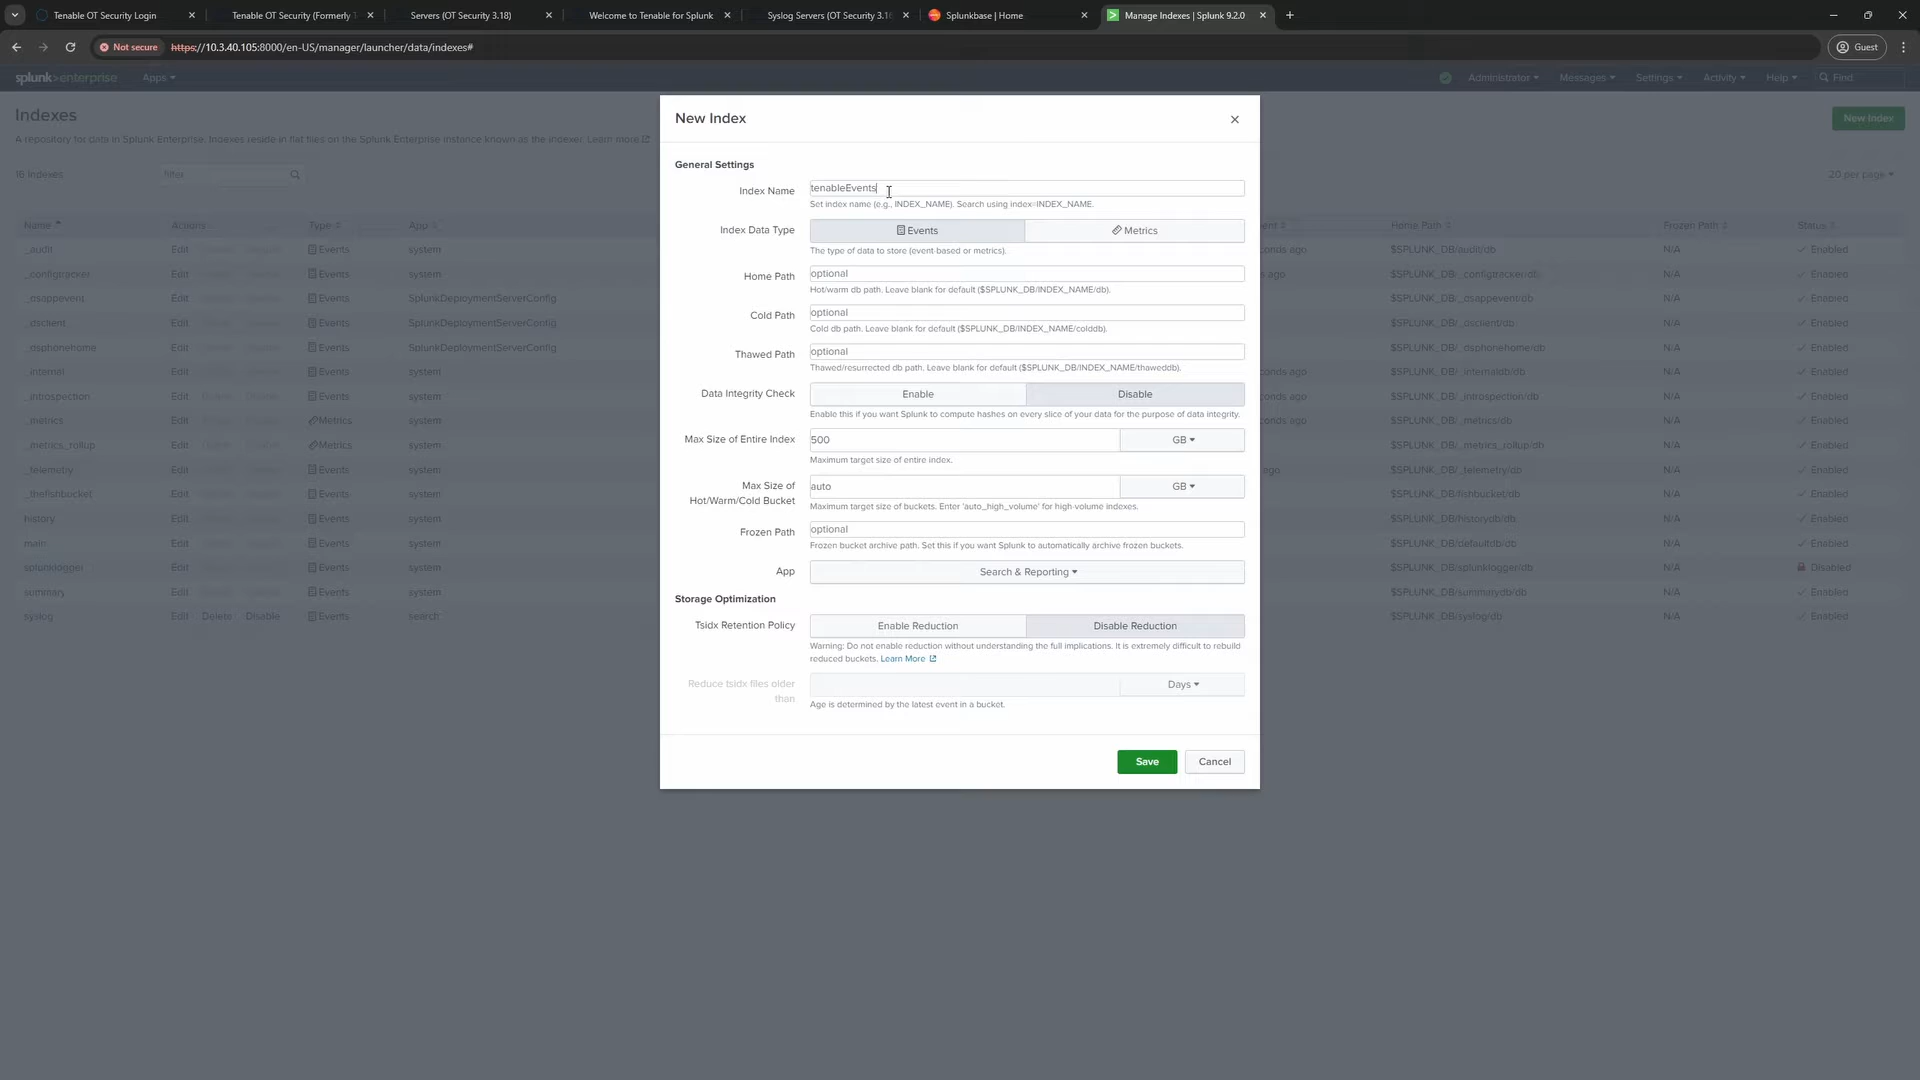 Tenable OT Security Login
Tenable OT Security (Formerly T
Servers (OT Security 3.18)
Welcome to Tenable for Splunk
Syslog Servers (OT Security 3.18
Splunkbase | Home
Manage Indexes | Splunk 9.2.0
Not secure https://10.3.40.105:8000/en-US/manager/launcher/data/indexes#
Guest
splunk>enterprise Apps
Administrator Messages Settings Activity Help Find
Indexes
New Index
A repository for data in Splunk Enterprise. Indexes reside in flat files on the Splunk Enterprise instance known as the indexer. Learn more
16 Indexes filter 20 per page
Name Actions Type App Home Path Frozen Path Status
_audit Edit Events system conds ago $SPLUNK_DB/audit/db N/A Enabled
_configtracker Edit Events system s ago $SPLUNK_DB/_configtracker/db N/A Enabled
_dsappevent Edit Events SplunkDeploymentServerConfig $SPLUNK_DB/_dsappevent/db N/A Enabled
_dsclient Edit Events SplunkDeploymentServerConfig $SPLUNK_DB/_dsclient/db N/A Enabled
_dsphonehome Edit Events SplunkDeploymentServerConfig $SPLUNK_DB/_dsphonehome/db N/A Enabled
_internal Edit Events system conds ago $SPLUNK_DB/_internaldb/db N/A Enabled
_introspection Edit Events system conds ago $SPLUNK_DB/_introspection/db N/A Enabled
_metrics Edit Metrics system conds ago $SPLUNK_DB/_metrics/db N/A Enabled
_metrics_rollup Edit Metrics system $SPLUNK_DB/_metrics_rollup/db N/A Enabled
_telemetry Edit Events system ago $SPLUNK_DB/_telemetry/db N/A Enabled
_thefishbucket Edit Events system $SPLUNK_DB/fishbucket/db N/A Enabled
history Edit Events system $SPLUNK_DB/historydb/db N/A Enabled
main Edit Events system $SPLUNK_DB/defaultdb/db N/A Enabled
splunklogger Edit Events system $SPLUNK_DB/splunklogger/db N/A Disabled
summary Edit Events system $SPLUNK_DB/summarydb/db N/A Enabled
syslog Edit Delete Disable Events search $SPLUNK_DB/syslog/db N/A Enabled
New Index
General Settings
Index Name tenableEvents
Set index name (e.g., INDEX_NAME). Search using index=INDEX_NAME.
Index Data Type Events Metrics
The type of data to store (event-based or metrics).
Home Path optional
Hot/warm db path. Leave blank for default ($SPLUNK_DB/INDEX_NAME/db).
Cold Path optional
Cold db path. Leave blank for default ($SPLUNK_DB/INDEX_NAME/colddb).
Thawed Path optional
Thawed/resurrected db path. Leave blank for default ($SPLUNK_DB/INDEX_NAME/thaweddb).
Data Integrity Check Enable Disable
Enable this if you want Splunk to compute hashes on every slice of your data for the purpose of data integrity.
Max Size of Entire Index 500 GB
Maximum target size of entire index.
Max Size of
Hot/Warm/Cold Bucket auto GB
Maximum target size of buckets. Enter 'auto_high_volume' for high-volume indexes.
Frozen Path optional
Frozen bucket archive path. Set this if you want Splunk to automatically archive frozen buckets.
App Search & Reporting
Storage Optimization
Tsidx Retention Policy Enable Reduction Disable Reduction
Warning: Do not enable reduction without understanding the full implications. It is extremely difficult to rebuild
reduced buckets. Learn More
Reduce tsidx files older
than Days
Age is determined by the latest event in a bucket.
Save Cancel